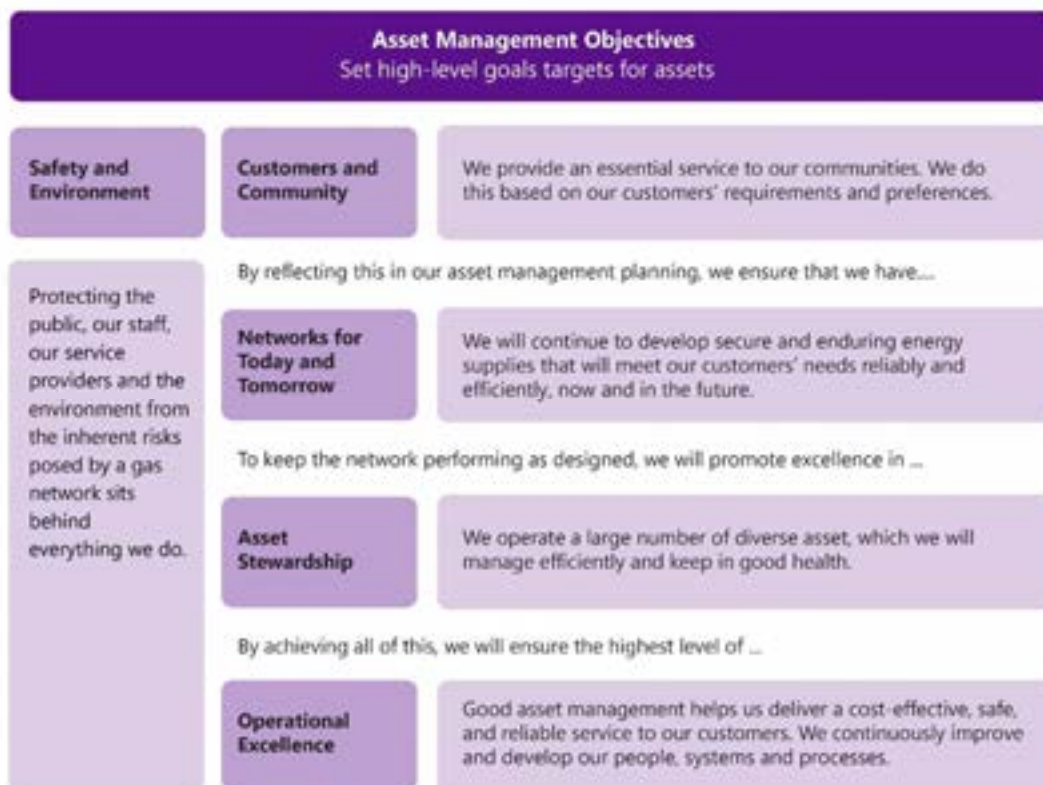 Asset Management Objectives
Set high-level goals targets for assets
Safety and
Environment
Protecting the
public, our staff,
our service
providers and the
environment from
the inherent risks
posed by a gas
network sits
behind
everything we do.
Customers and
Community
We provide an essential service to our communities. We do
this based on our customers' requirements and preferences.
By reflecting this in our asset management planning, we ensure that we have....
Networks for
Today and
Tomorrow
We will continue to develop secure and enduring energy
supplies that will meet our customers' needs reliably and
efficiently, now and in the future.
To keep the network performing as designed, we will promote excellence in ...
Asset
Stewardship
We operate a large number of diverse asset, which we will
manage efficiently and keep in good health.
By achieving all of this, we will ensure the highest level of ...
Operational
Excellence
Good asset management helps us deliver a cost-effective, safe,
and reliable service to our customers. We continuously improve
and develop our people, systems and processes.